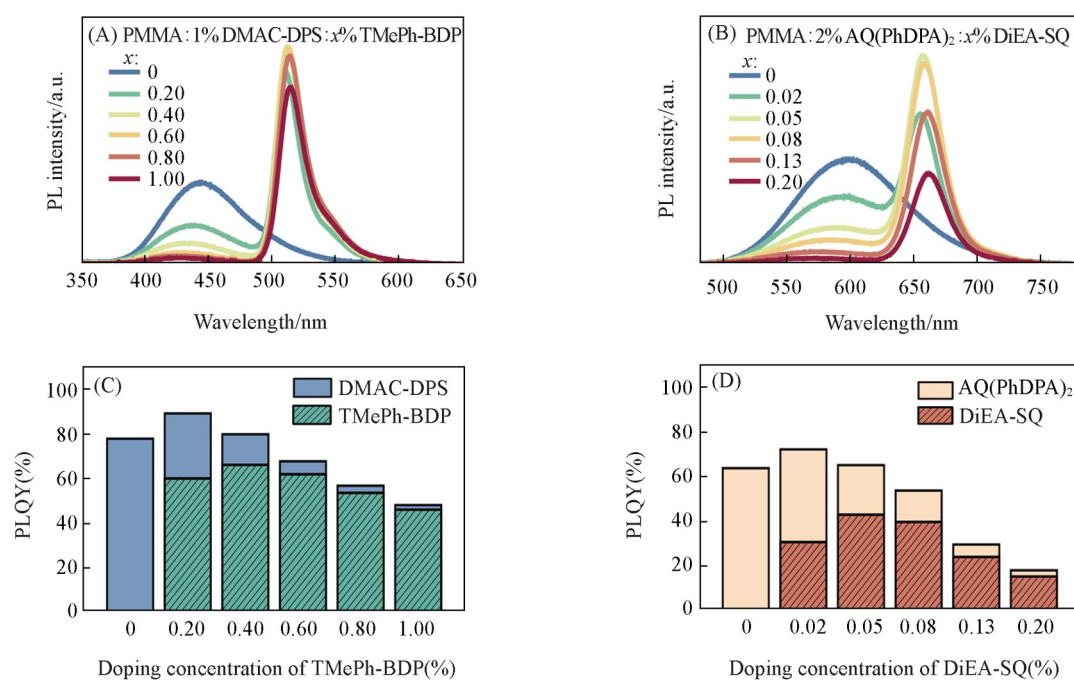 (A) PMMA:1% DMAC-DPS:x% TMePh-BDP
x:
0
0.20
0.40
0.60
0.80
1.00
PL intensity/a.u.
350 400 450 500 550 600 650
Wavelength/nm
(B) PMMA:2% AQ(PhDPA)₂:x% DiEA-SQ
x:
0
0.02
0.05
0.08
0.13
0.20
PL intensity/a.u.
500 550 600 650 700 750
Wavelength/nm
(C)
DMAC-DPS
TMePh-BDP
PLQY(%)
100
80
60
40
20
0
0 0.20 0.40 0.60 0.80 1.00
Doping concentration of TMePh-BDP(%)
(D)
AQ(PhDPA)₂
DiEA-SQ
PLQY(%)
100
80
60
40
20
0
0 0.02 0.05 0.08 0.13 0.20
Doping concentration of DiEA-SQ(%)